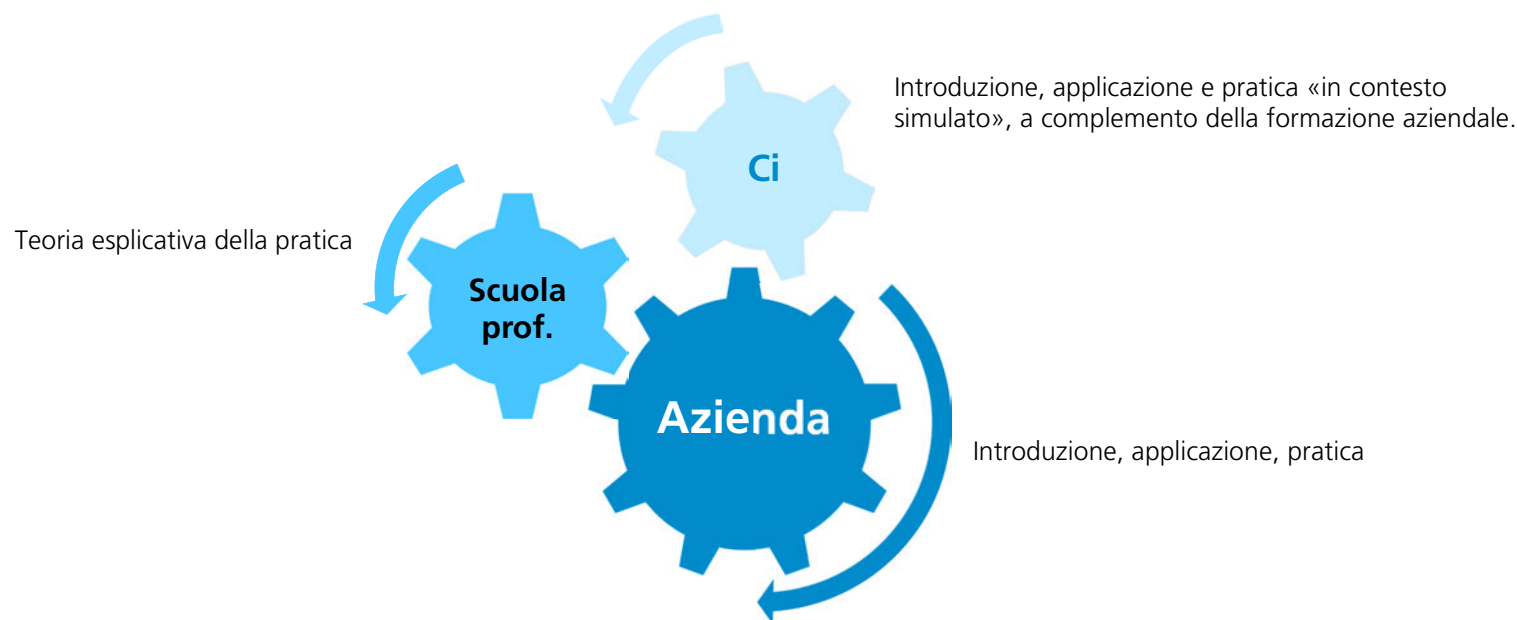 Introduzione, applicazione e pratica «in contesto
simulato», a complemento della formazione aziendale.
Ci
Teoria esplicativa della pratica
Scuola
prof.
Azienda
Introduzione, applicazione, pratica